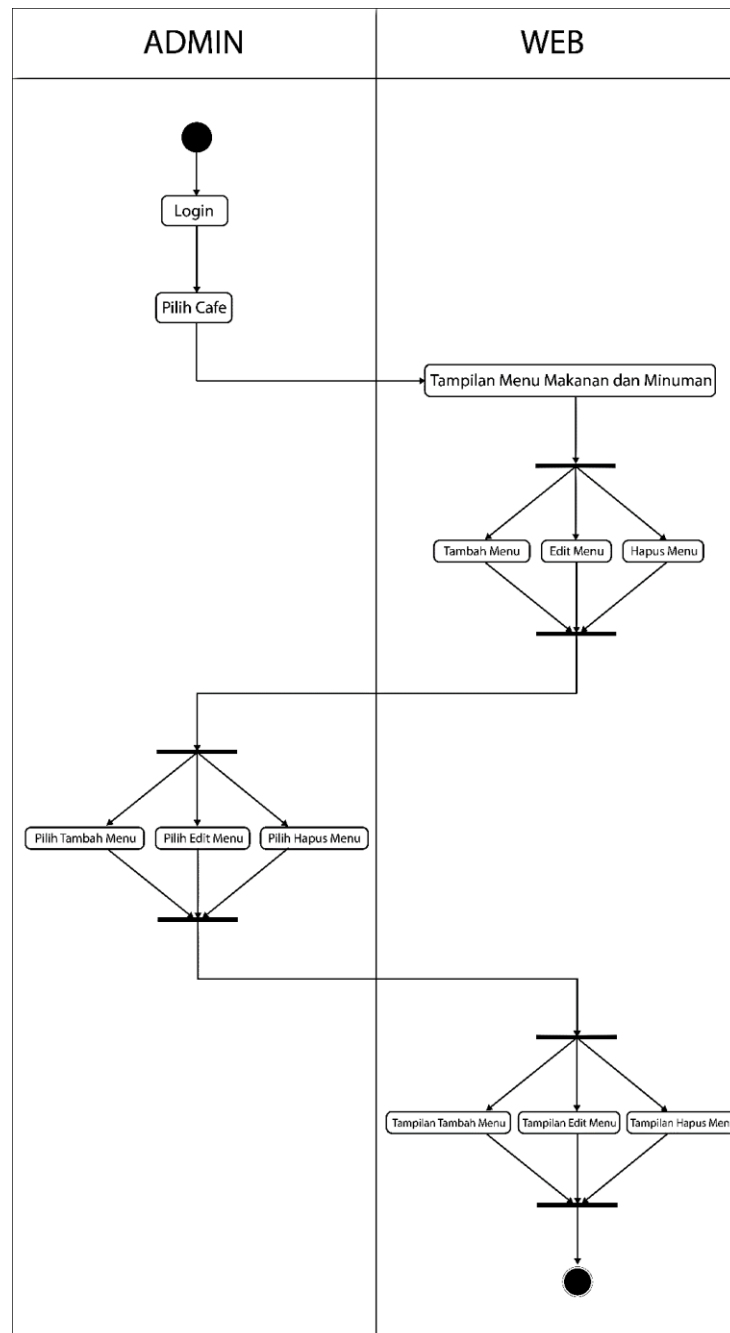 ADMIN
WEB
Login
Pilih Cafe
Tampilan Menu Makanan dan Minuman
Tambah Menu
Edit Menu
Hapus Menu
Pilih Tambah Menu
Pilih Edit Menu
Pilih Hapus Menu
Tampilan Tambah Menu
Tampilan Edit Menu
Tampilan Hapus Menu